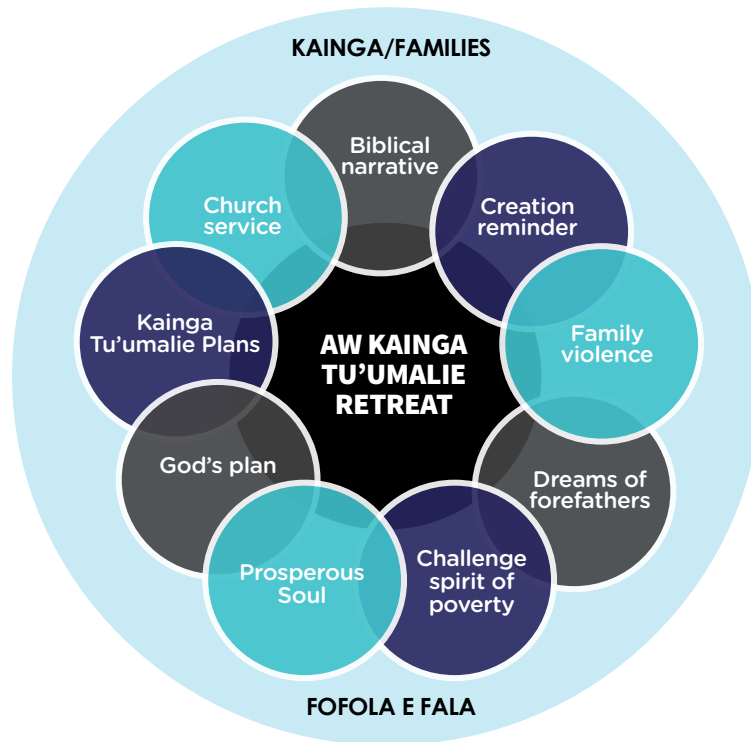 KAINGA/FAMILIES
Biblical
narrative
Creation
reminder
Family
violence
Dreams of
forefathers
Challenge
spirit of
poverty
Prosperous
Soul
God's plan
Kainga
Tu'umalie Plans
Church
service
AW KAINGA
TU'UMALIE
RETREAT
FOFOLA E FALA